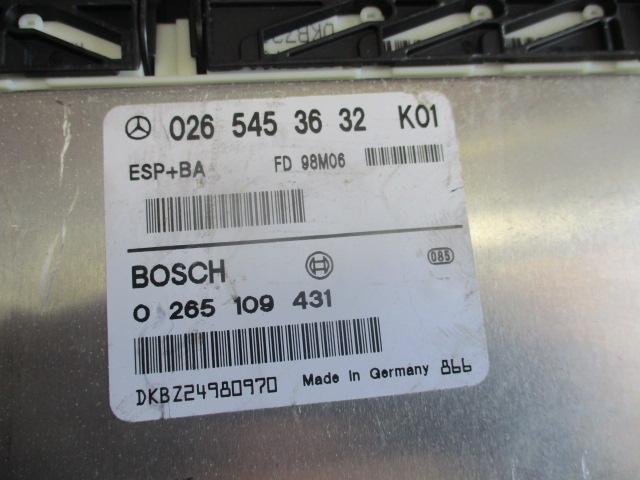 DKBZ2
026 545 36 32 K01
ESP+BA FD 98M06
BOSCH 085
0 265 109 431
DKBZ24980970 Made in Germany 866